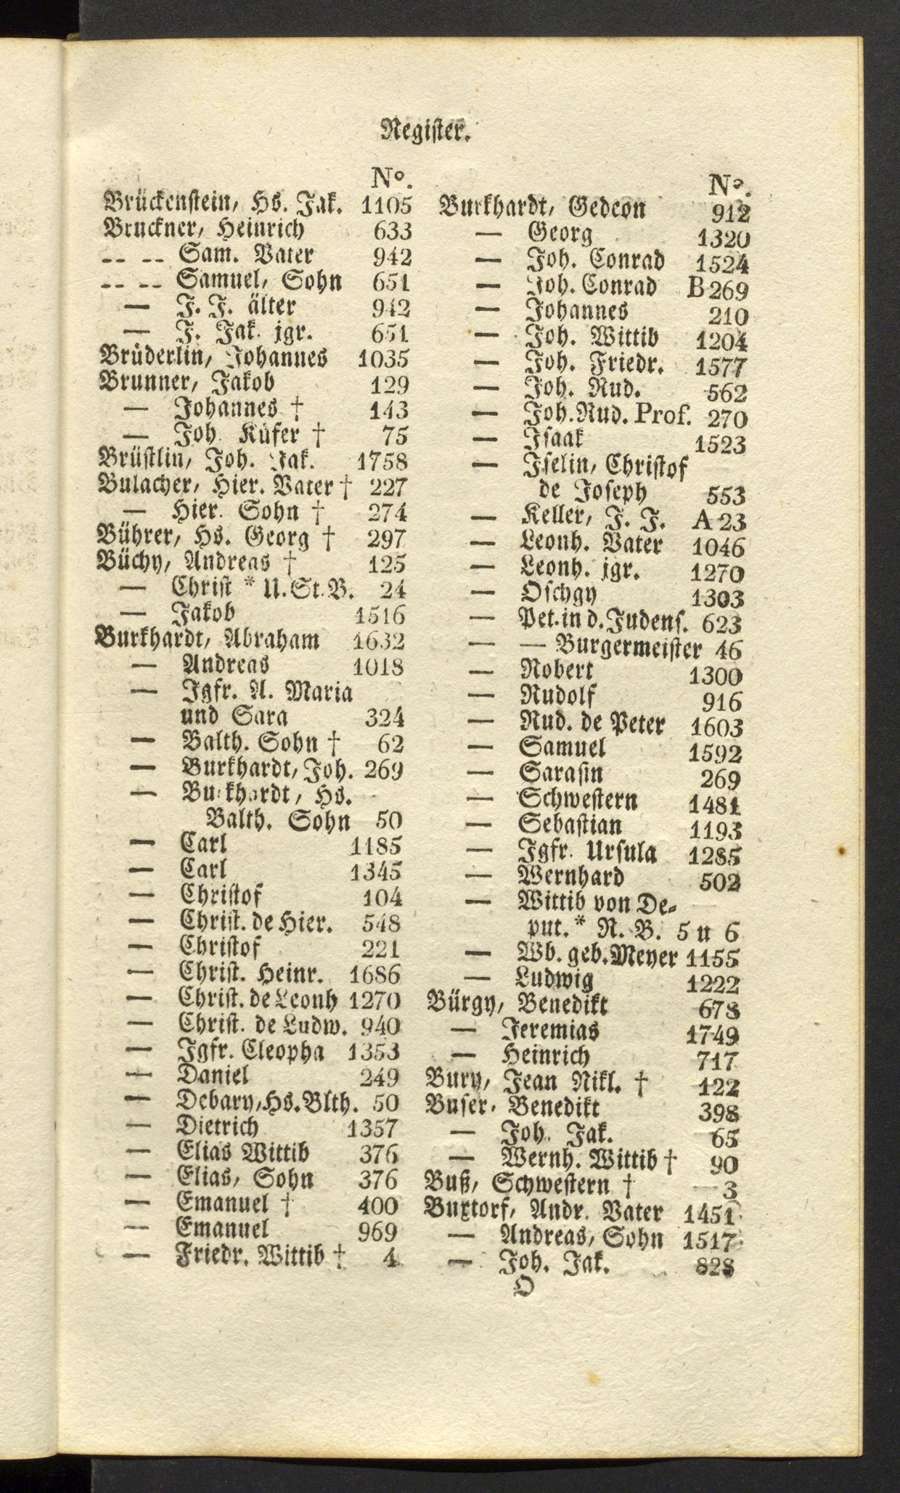 Register.
No.
Brückenstein, Hs. Jak. 1105
Bruckner, Heinrich 633
-- -- Sam. Vater 942
-- -- Samuel, Sohn 651
— J. J. älter 942
— J. Jak. jgr. 651
Brüderlin, Johannes 1035
Brunner, Jakob 129
— Johannes † 143
— Joh. Küfer † 75
Brüstlin, Joh. Jak. 1758
Bulacher, Hier. Vater † 227
— Hier. Sohn † 274
Bührer, Hs. Georg † 297
Büchy, Andreas † 125
— Christ * U. St. B. 24
— Jakob 1516
Burkhardt, Abraham 1632
— Andreas 1018
— Jgfr. A. Maria
und Sara 324
— Balth. Sohn † 62
— Burkhardt, Joh. 269
— Burkhardt, Hs.
Balth. Sohn 50
— Carl 1185
— Carl 1345
— Christof 104
— Christ. de Hier. 548
— Christof 221
— Christ. Heinr. 1686
— Christ. de Leonh 1270
— Christ. de Ludw. 940
— Jgfr. Cleopha 1353
— Daniel 249
— Debary, Hs. Blth. 50
— Dietrich 1357
— Elias Wittib 376
— Elias, Sohn 376
— Emanuel † 400
— Emanuel 969
— Friedr. Wittib † 4
No.
Burkhardt, Gedeon 912
— Georg 1320
— Joh. Conrad 1524
— Joh. Conrad B 269
— Johannes 210
— Joh. Wittib 1204
— Joh. Friedr. 1577
— Joh. Rud. 562
— Joh. Rud. Prof. 270
— Isaak 1523
— Iselin, Christof
de Joseph 553
— Keller, J. J. A 23
— Leonh. Vater 1046
— Leonh. jgr. 1270
— Oschgy 1303
— Pet. in d. Judens. 623
— — Burgermeister 46
— Robert 1300
— Rudolf 916
— Rud. de Peter 1603
— Samuel 1592
— Sarasin 269
— Schwestern 1481
— Sebastian 1193
— Jgfr. Ursula 1285
— Wernhard 502
— Wittib von De-
put. * N. B. 5 u 6
— Wb. geb. Meyer 1155
— Ludwig 1222
Bürgy, Benedikt 678
— Jeremias 1749
— Heinrich 717
Bury, Jean Nikl. † 122
Buser, Benedikt 398
— Joh. Jak. 65
— Wernh. Wittib † 90
Buß, Schwestern † 3
Buxtorf, Andr. Vater 1451
— Andreas, Sohn 1517
— Joh. Jak. 828
O